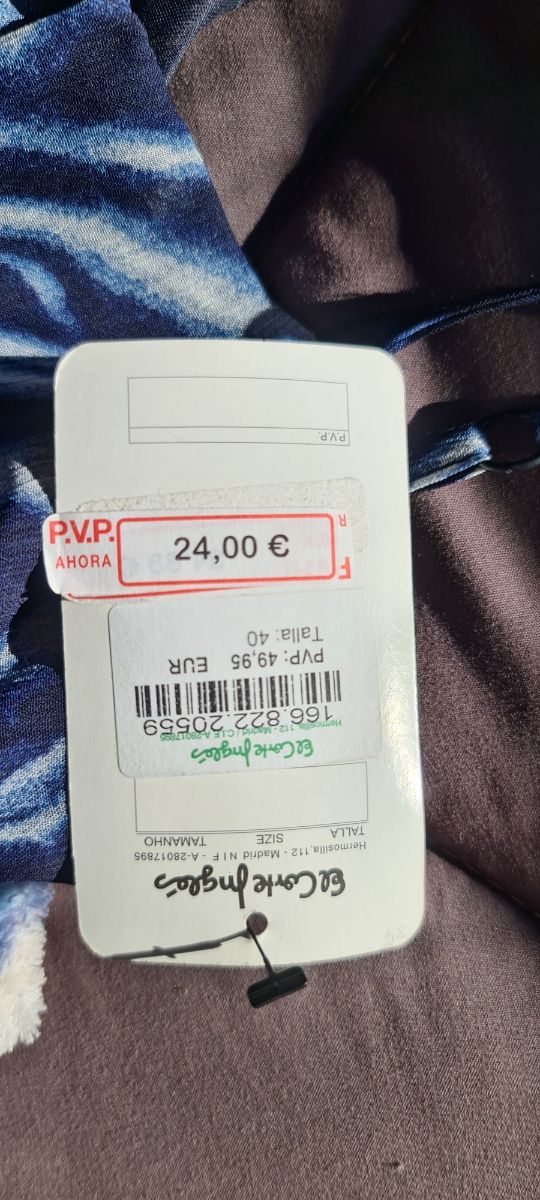 P.V.P.
P.V.P.
AHORA
24,00 €
F
R
El Corte Inglés
Hermosilla, 112 - Madrid N I F - A-28017895
TALLA SIZE TAMANHO
El Corte Inglés
Hermosilla, 112 - Madrid / C.I.F. A-28017895
166.822.20559
PVP: 49,95 EUR
Talla: 40